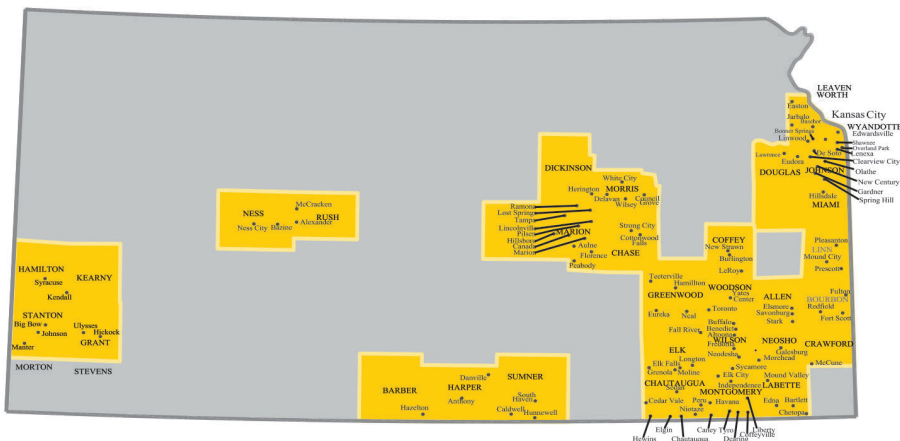 LEAVEN
WORTH
Easton
Kansas City
Jarbalo
WYANDOTTE
Edwardsville
Bonner Springs
Linwood
Shawnee
Overland Park
De Soto
Lenexa
Lawrence
Eudora
Clearview City
DOUGLAS
JOHNSON
Olathe
New Century
Gardner
Spring Hill
Hillsdale
MIAMI
DICKINSON
White City
Herington
MORRIS
Delavan
Council
Grove
Wilsey
Ramona
Lost Spring
Tampa
Lincolnville
Pilsen
Hillsboro
Canada
Marion
MARION
Strong City
Cottonwood
Falls
Aulne
Florence
CHASE
Peabody
McCracken
NESS
RUSH
Ness City
Bazine
Alexander
COFFEY
New Strawn
Burlington
LeRoy
Pleasanton
LINN
Mound City
Prescott
HAMILTON
KEARNY
Syracuse
Kendall
STANTON
Big Bow
Ulysses
Johnson
Hickock
GRANT
Manter
MORTON
STEVENS
Teeterville
Hamillton
GREENWOOD
WOODSON
Yates
Center
ALLEN
Elsmore
Savonburg
Stark
Fulton
BOURBON
Redfield
Fort Scott
Eureka
Neal
Toronto
Fall River
Buffalo
Benedict
Altoona
WILSON
Fredonia
Neodesha
NEOSHO
Galesburg
Morehead
CRAWFORD
McCune
ELK
Elk Falls
Longton
Grenola
Moline
Sycamore
Elk City
Mound Valley
CHAUTAUGUA
Sedan
Independence
LABETTE
MONTGOMERY
Cedar Vale
Peru
Havana
Niotaze
Edna
Bartlett
Chetopa
Hewins
Elgin
Chautauqua
Caney
Tyro
Dearing
Coffeyville
Liberty
BARBER
HARPER
SUMNER
Danville
Anthony
Hazelton
South
Haven
Caldwell
Hunnewell